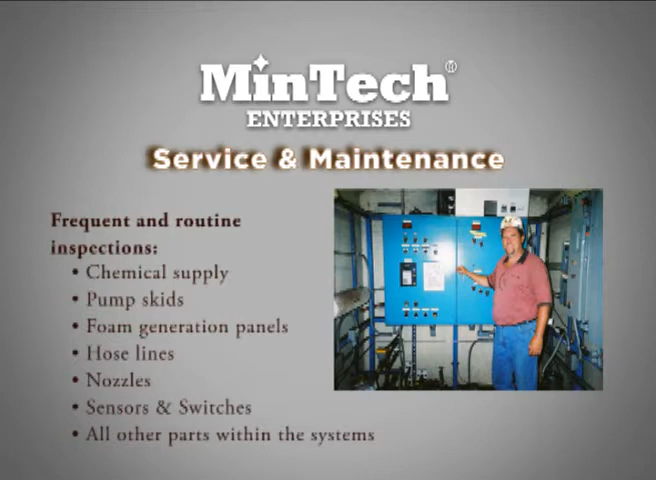 MinTech®
ENTERPRISES
Service & Maintenance
Frequent and routine
inspections:
• Chemical supply
• Pump skids
• Foam generation panels
• Hose lines
• Nozzles
• Sensors & Switches
• All other parts within the systems